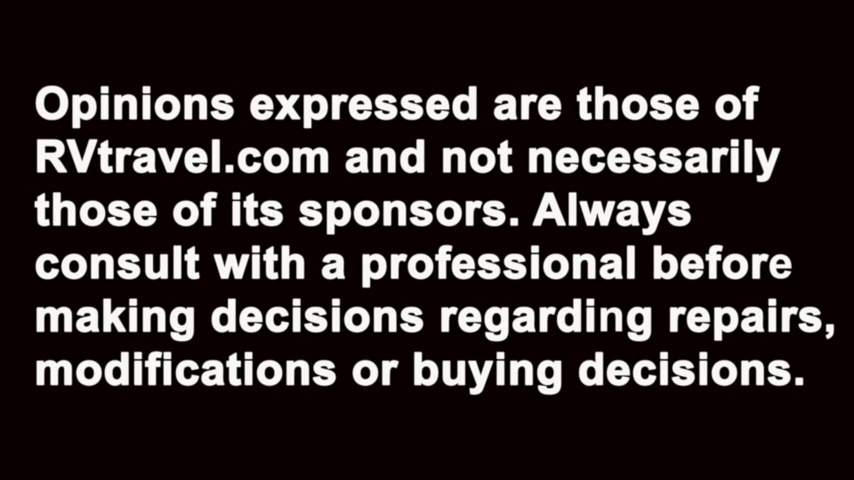 Opinions expressed are those of
RVtravel.com and not necessarily
those of its sponsors. Always
consult with a professional before
making decisions regarding repairs,
modifications or buying decisions.